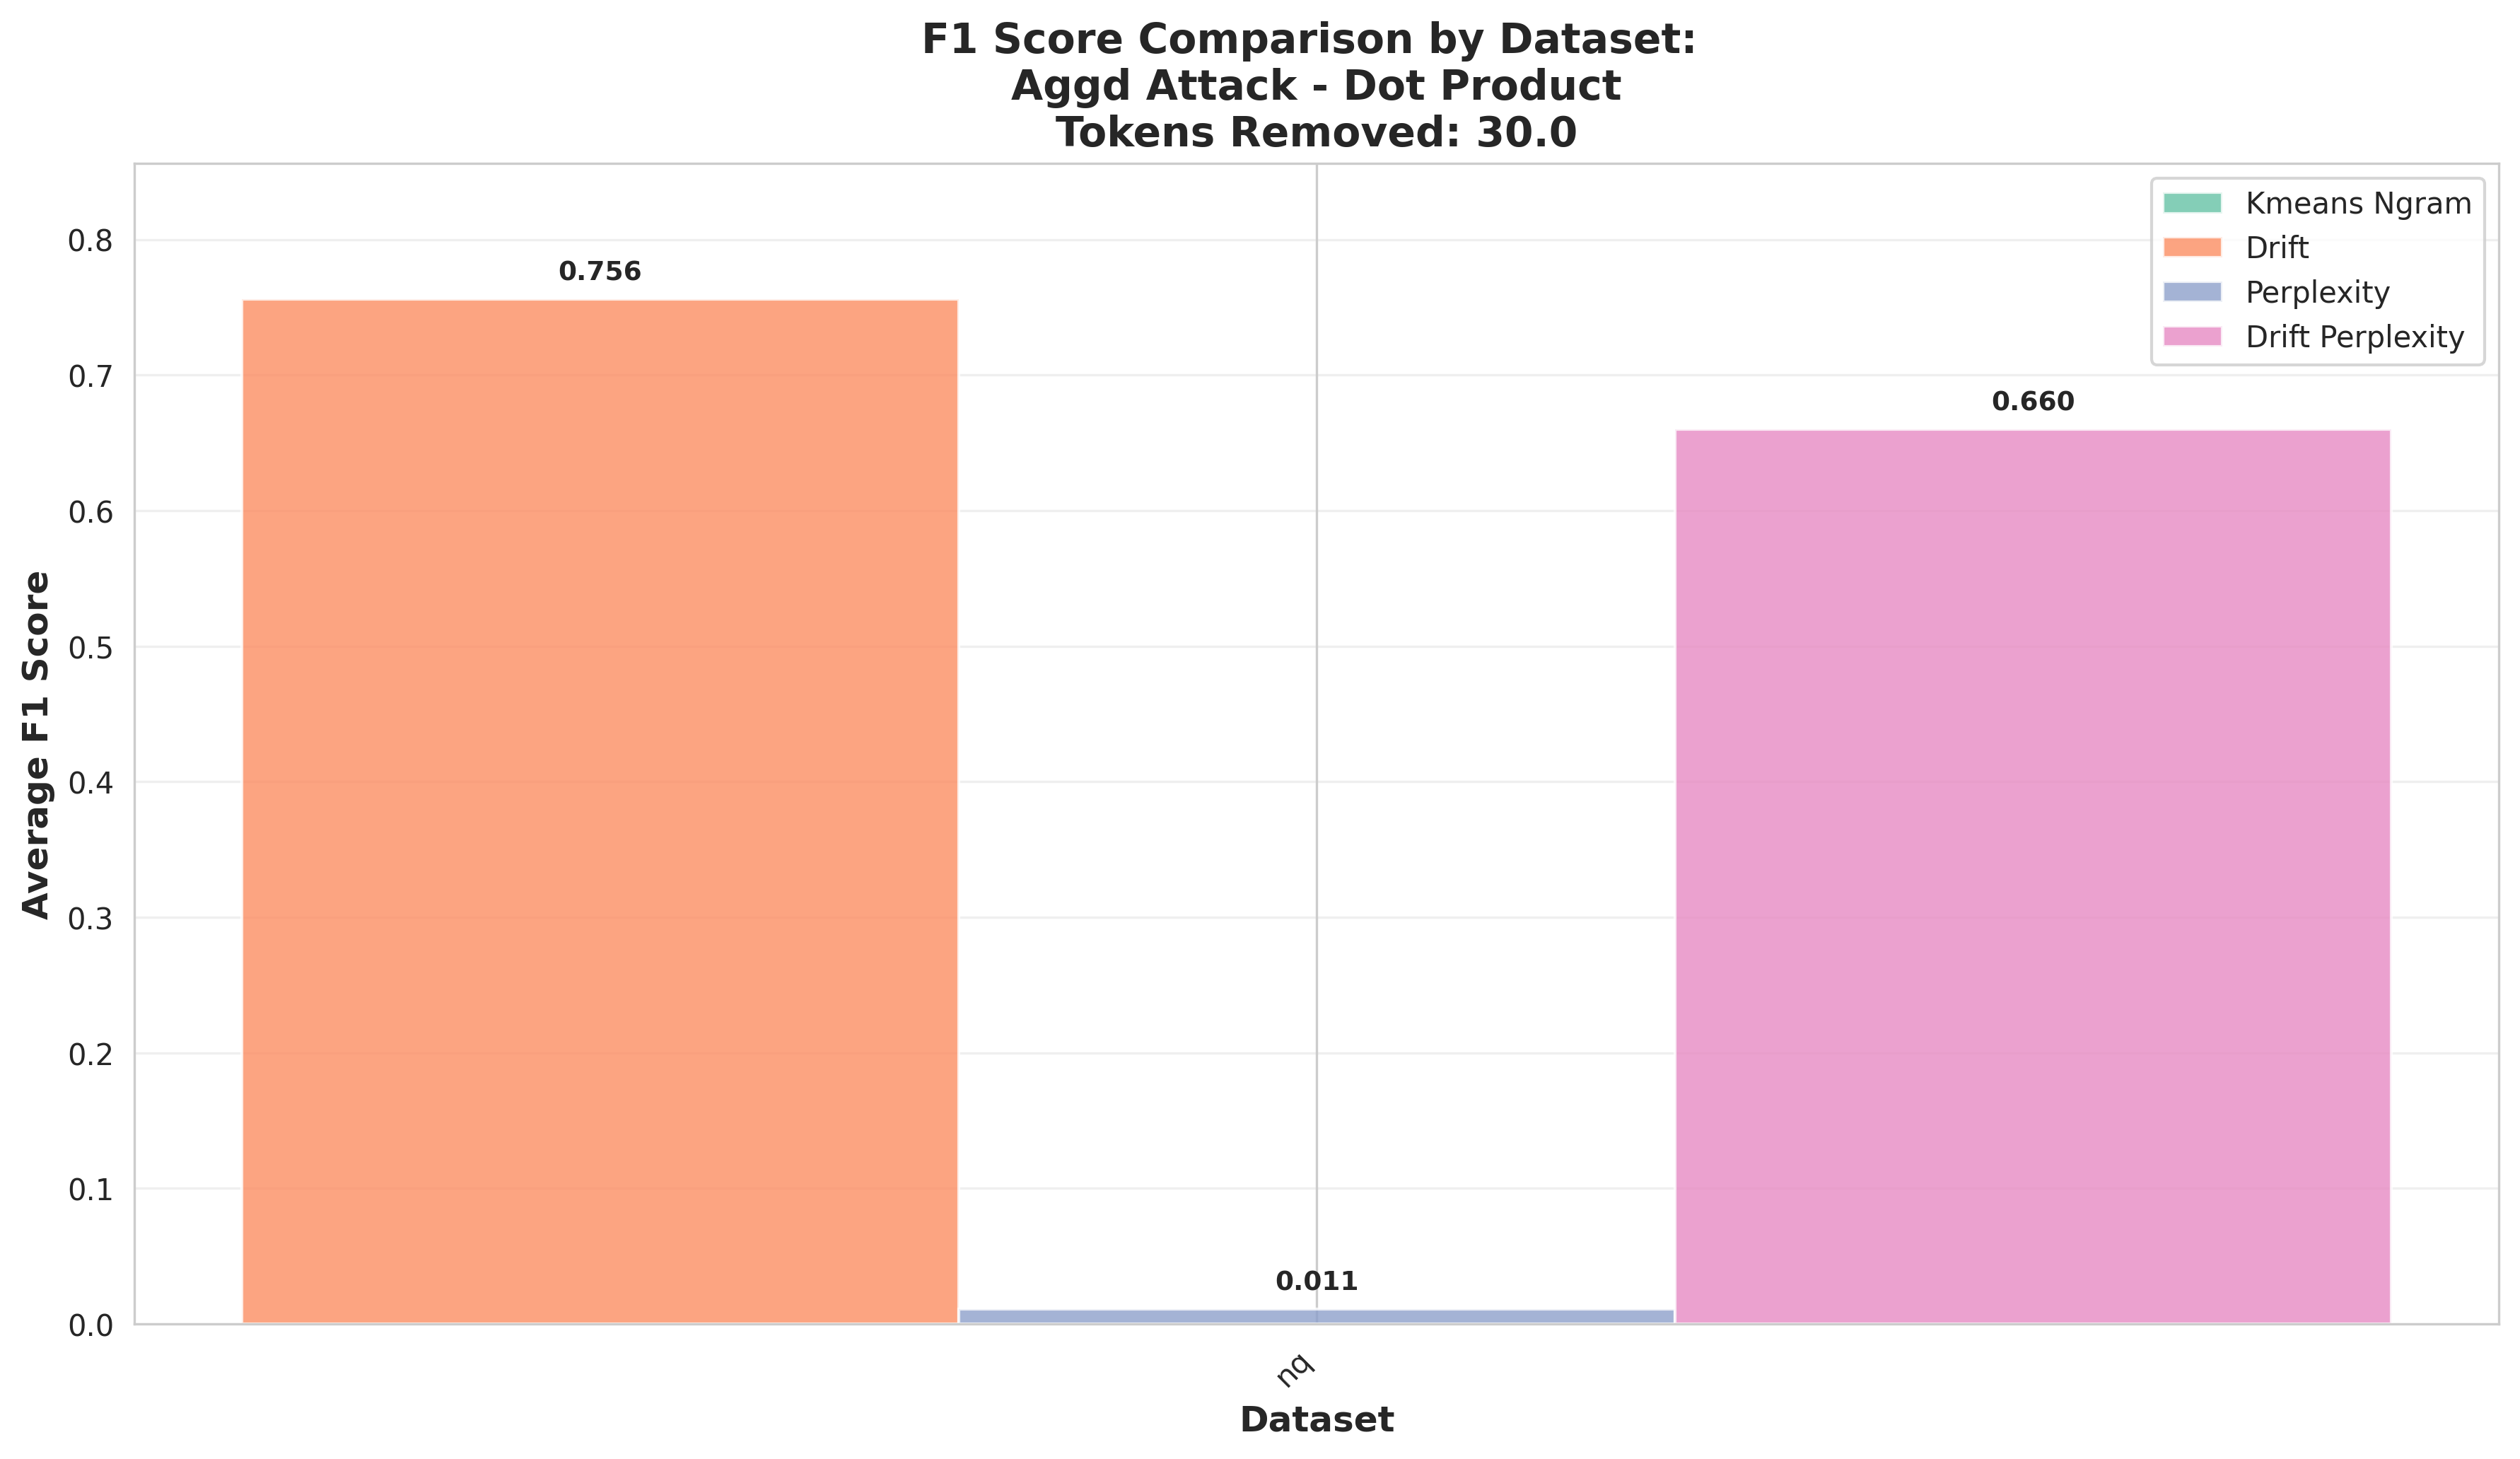 F1 Score Comparison by Dataset:
Aggd Attack - Dot Product
Tokens Removed: 30.0
Kmeans Ngram
Drift
Perplexity
Drift Perplexity
Average F1 Score
0.8
0.7
0.6
0.5
0.4
0.3
0.2
0.1
0.0
0.756
0.011
0.660
nq
Dataset